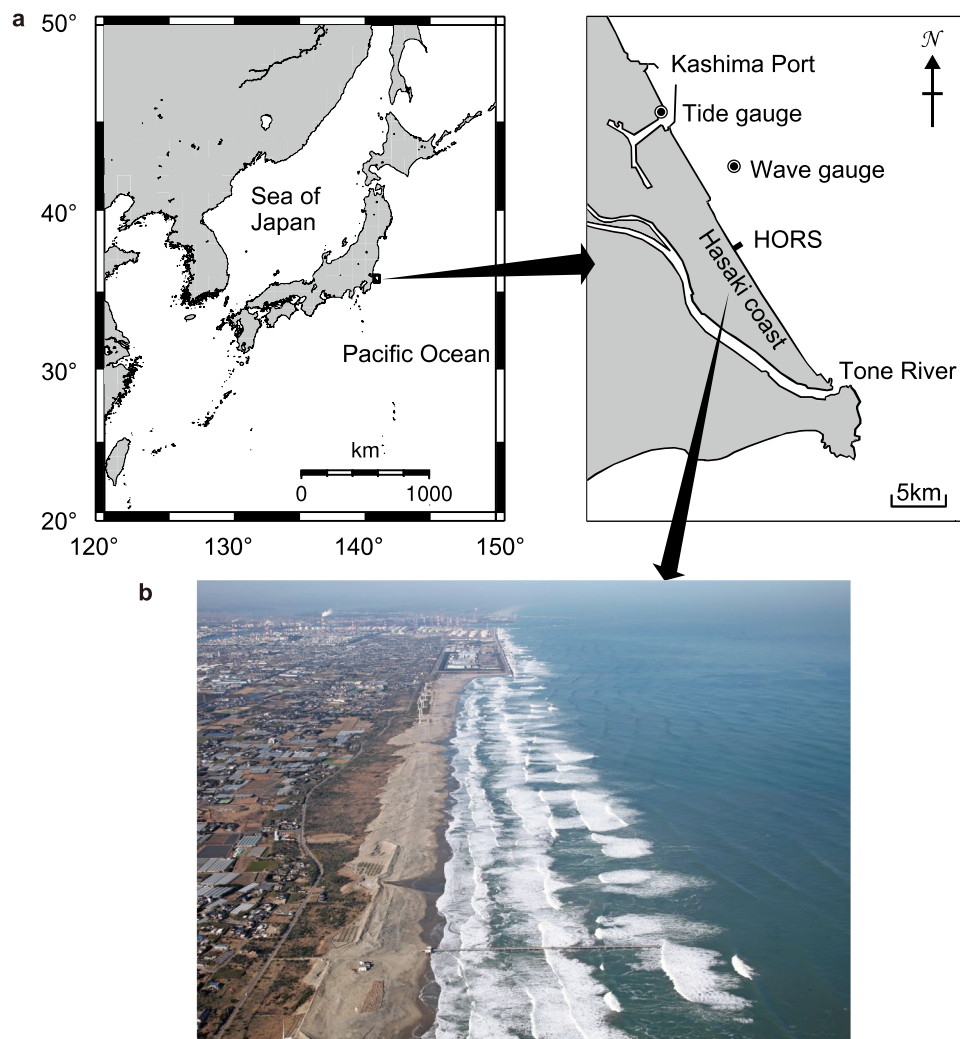 a
50°
40°
30°
20°
120°
130°
140°
150°
Sea of
Japan
Pacific Ocean
km
0
1000
Kashima Port
Tide gauge
Wave gauge
HORS
Hasaki coast
Tone River
N
5km
b